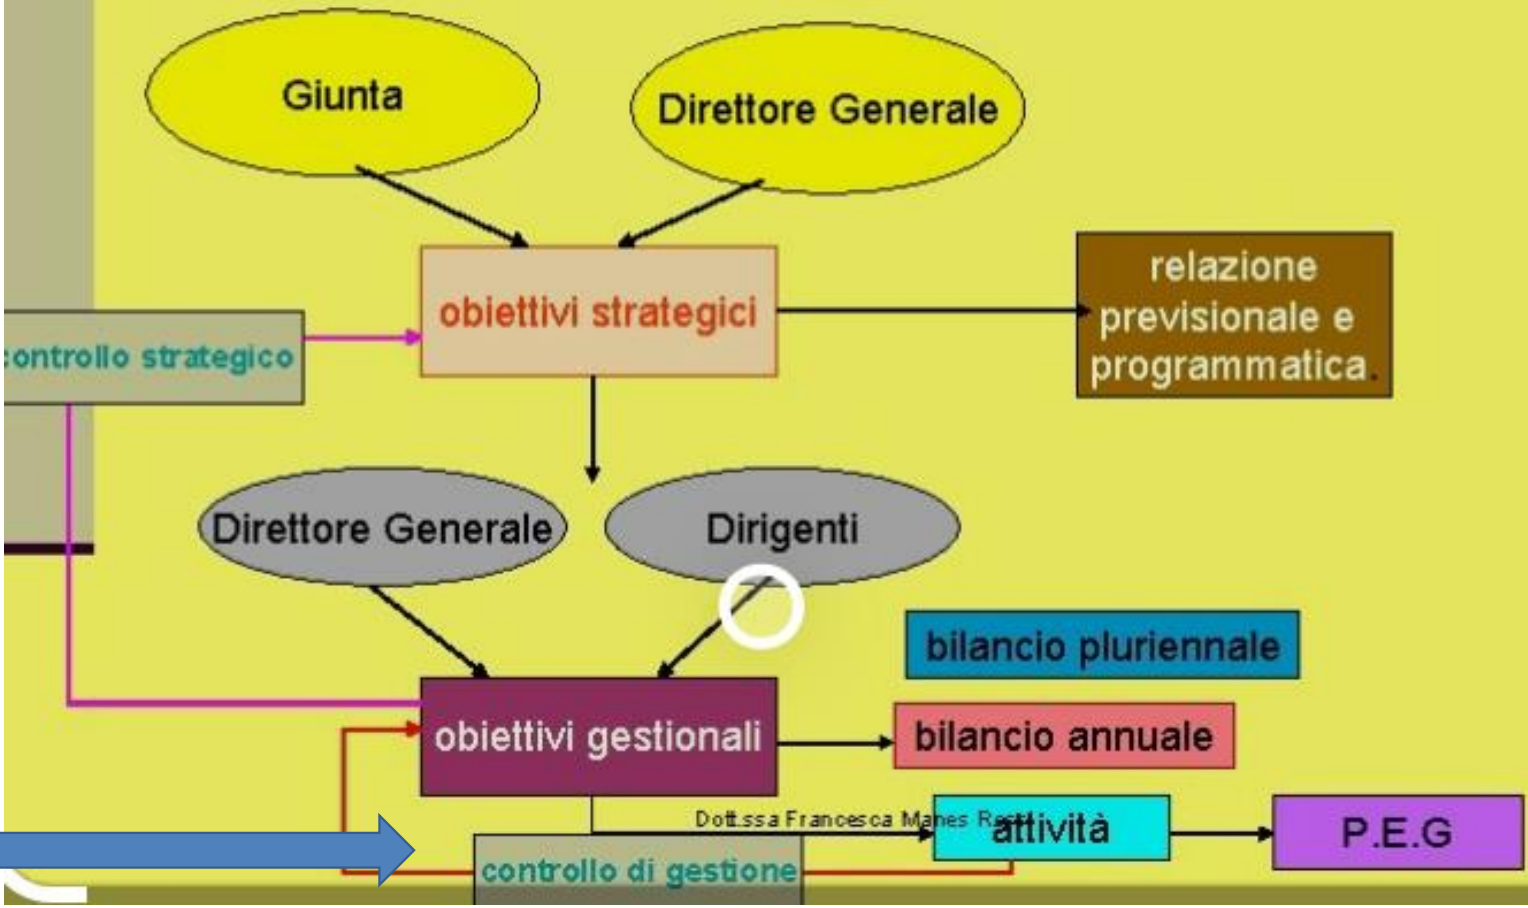 Giunta
Direttore Generale
obiettivi strategici
relazione
previsionale e
programmatica.
controllo strategico
Direttore Generale
Dirigenti
bilancio pluriennale
obiettivi gestionali
bilancio annuale
Dott.ssa Francesca Manes
attività
P.E.G
controllo di gestione